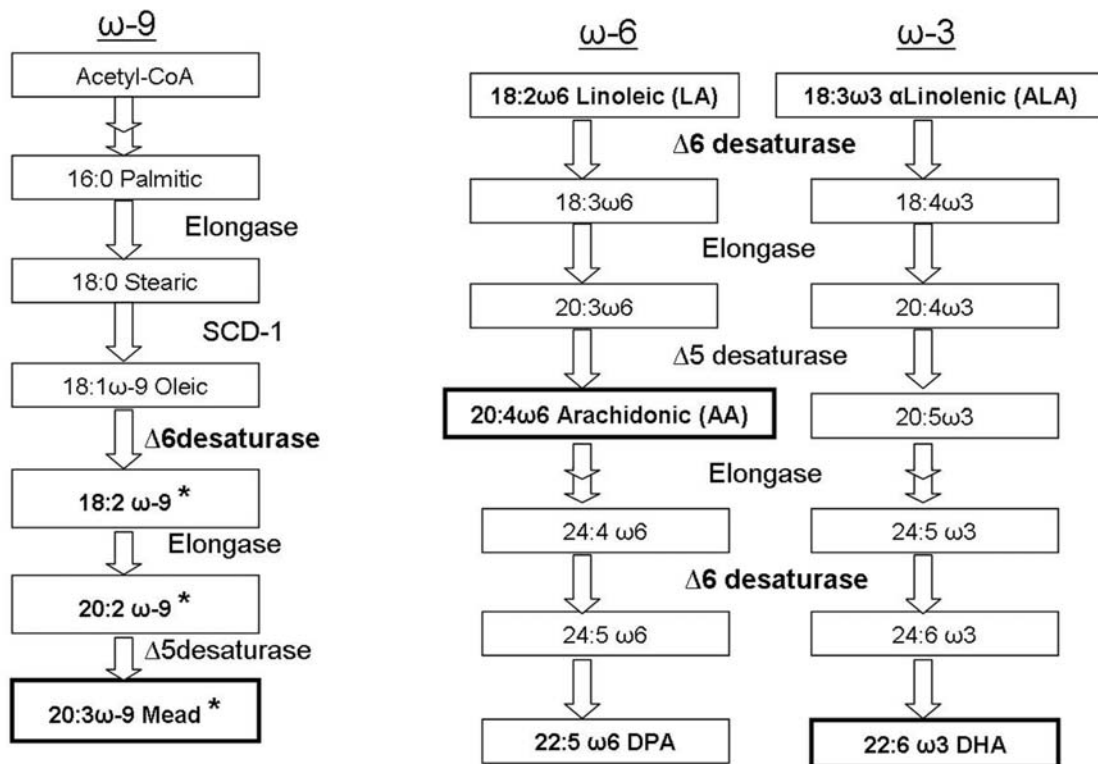 ω-9
Acetyl-CoA
16:0 Palmitic
Elongase
18:0 Stearic
SCD-1
18:1ω-9 Oleic
Δ6desaturase
18:2 ω-9 *
Elongase
20:2 ω-9 *
Δ5desaturase
20:3ω-9 Mead *
ω-6
ω-3
18:2ω6 Linoleic (LA)
18:3ω3 αLinolenic (ALA)
Δ6 desaturase
18:3ω6
18:4ω3
Elongase
20:3ω6
20:4ω3
Δ5 desaturase
20:4ω6 Arachidonic (AA)
20:5ω3
Elongase
24:4 ω6
24:5 ω3
Δ6 desaturase
24:5 ω6
24:6 ω3
22:5 ω6 DPA
22:6 ω3 DHA